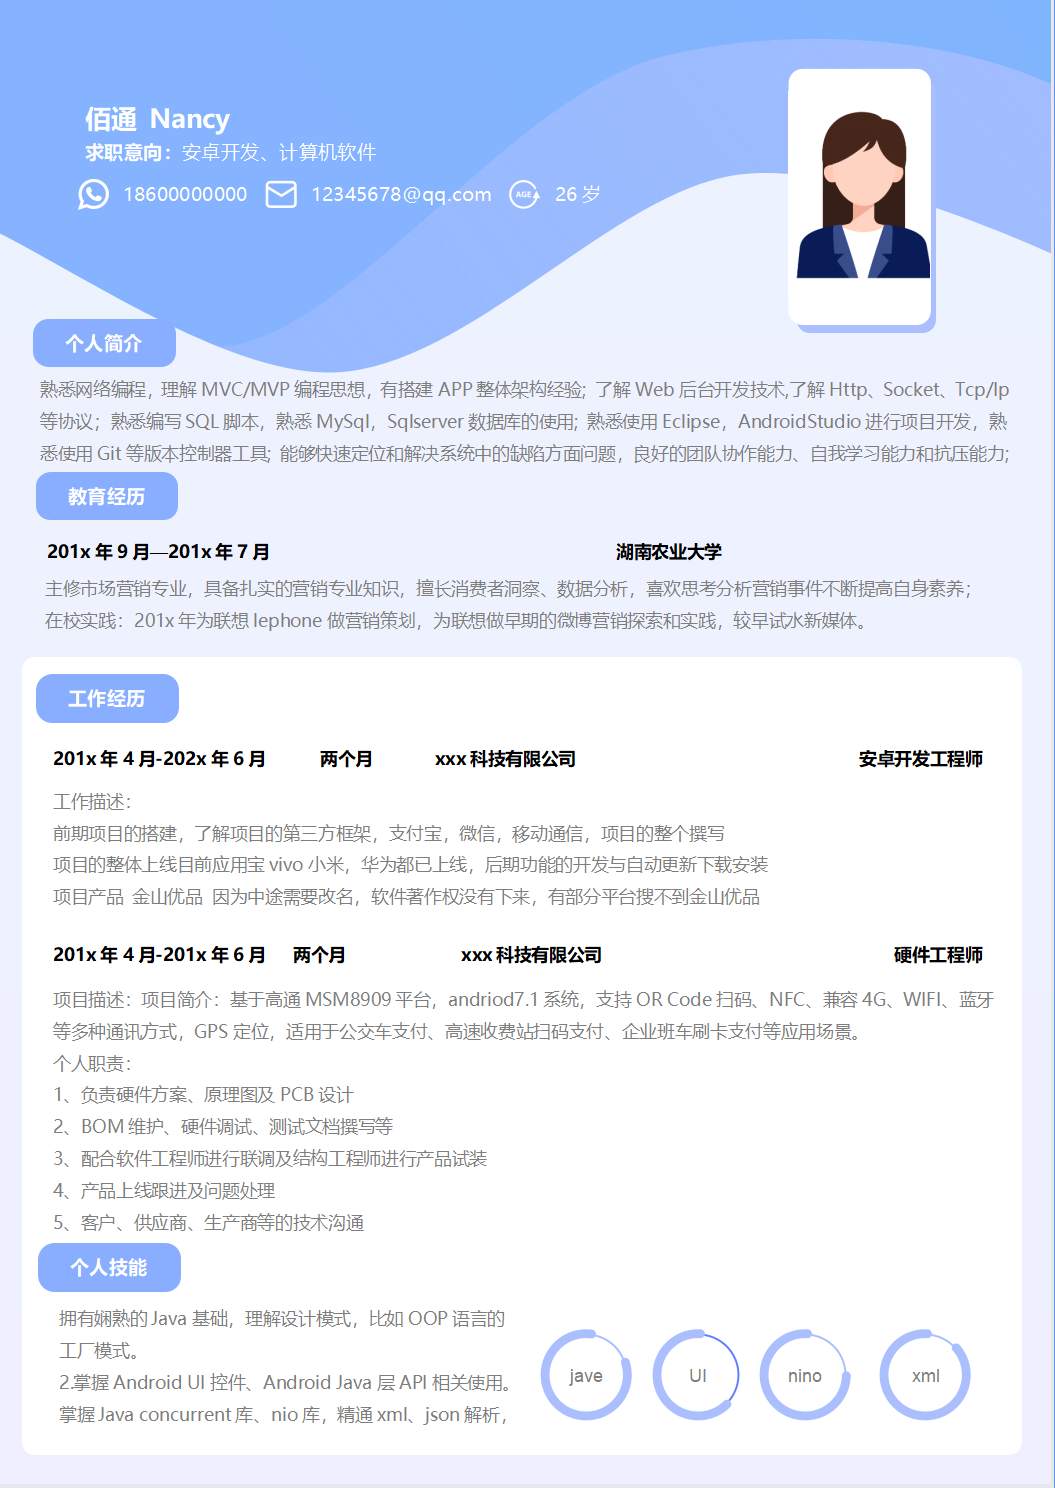 佰通 Nancy
求职意向：安卓开发、计算机软件
18600000000 12345678@qq.com AGE 26 岁
个人简介
熟悉网络编程，理解 MVC/MVP 编程思想，有搭建 APP 整体架构经验; 了解 Web 后台开发技术,了解 Http、Socket、Tcp/Ip
等协议；熟悉编写 SQL 脚本，熟悉 MySql，Sqlserver 数据库的使用; 熟悉使用 Eclipse，AndroidStudio 进行项目开发，熟
悉使用 Git 等版本控制器工具; 能够快速定位和解决系统中的缺陷方面问题，良好的团队协作能力、自我学习能力和抗压能力;
教育经历
201x 年 9 月—201x 年 7 月 湖南农业大学
主修市场营销专业，具备扎实的营销专业知识，擅长消费者洞察、数据分析，喜欢思考分析营销事件不断提高自身素养；
在校实践：201x 年为联想 lephone 做营销策划，为联想做早期的微博营销探索和实践，较早试水新媒体。
工作经历
201x 年 4 月-202x 年 6 月 两个月 xxx 科技有限公司 安卓开发工程师
工作描述：
前期项目的搭建，了解项目的第三方框架，支付宝，微信，移动通信，项目的整个撰写
项目的整体上线目前应用宝 vivo 小米，华为都已上线，后期功能的开发与自动更新下载安装
项目产品 金山优品 因为中途需要改名，软件著作权没有下来，有部分平台搜不到金山优品
201x 年 4 月-201x 年 6 月 两个月 xxx 科技有限公司 硬件工程师
项目描述：项目简介：基于高通 MSM8909 平台，andriod7.1 系统，支持 OR Code 扫码、NFC、兼容 4G、WIFI、蓝牙
等多种通讯方式，GPS 定位，适用于公交车支付、高速收费站扫码支付、企业班车刷卡支付等应用场景。
个人职责：
1、负责硬件方案、原理图及 PCB 设计
2、BOM 维护、硬件调试、测试文档撰写等
3、配合软件工程师进行联调及结构工程师进行产品试装
4、产品上线跟进及问题处理
5、客户、供应商、生产商等的技术沟通
个人技能
拥有娴熟的 Java 基础，理解设计模式，比如 OOP 语言的
工厂模式。
2.掌握 Android UI 控件、Android Java 层 API 相关使用。
掌握 Java concurrent 库、nio 库，精通 xml、json 解析，
jave UI nino xml